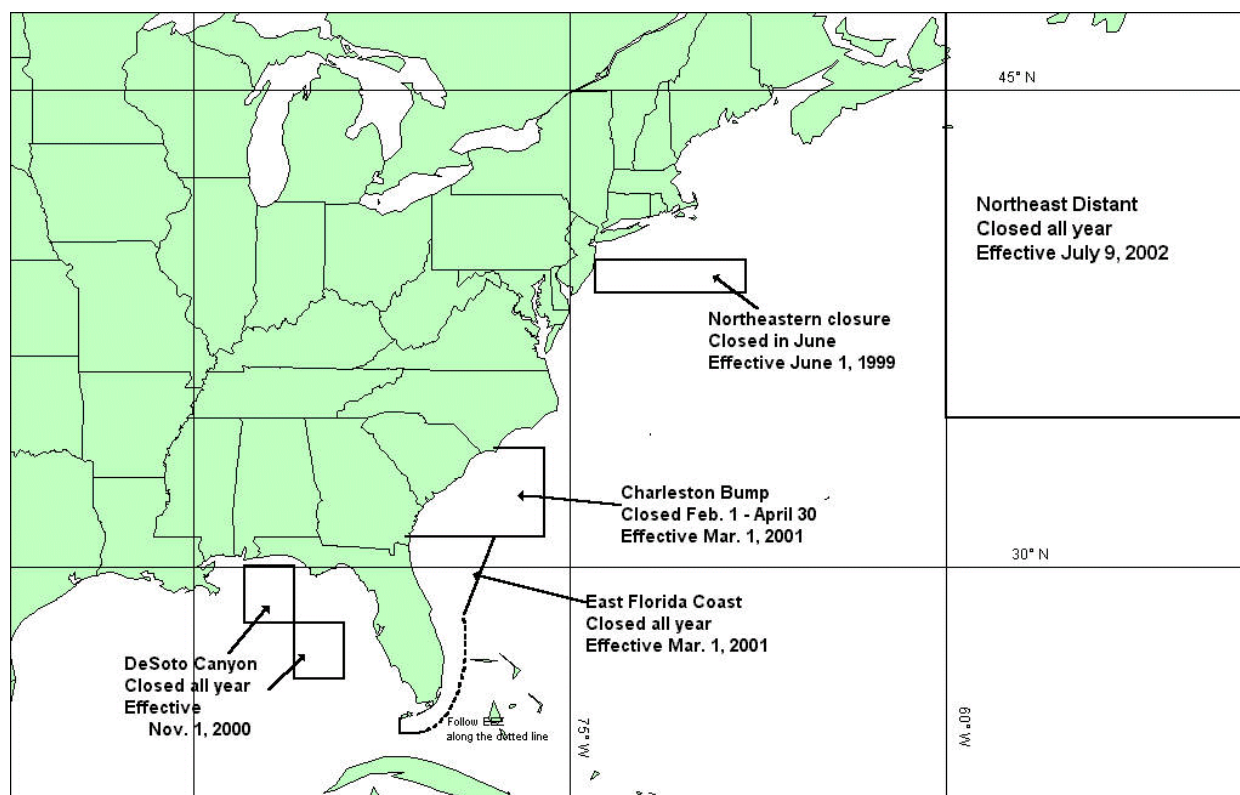 45° N
Northeast Distant
Closed all year
Effective July 9, 2002
Northeastern closure
Closed in June
Effective June 1, 1999
Charleston Bump
Closed Feb. 1 - April 30
Effective Mar. 1, 2001
30° N
East Florida Coast
Closed all year
Effective Mar. 1, 2001
DeSoto Canyon
Closed all year
Effective
Nov. 1, 2000
Follow EEZ
along the dotted line
75° W
60° W